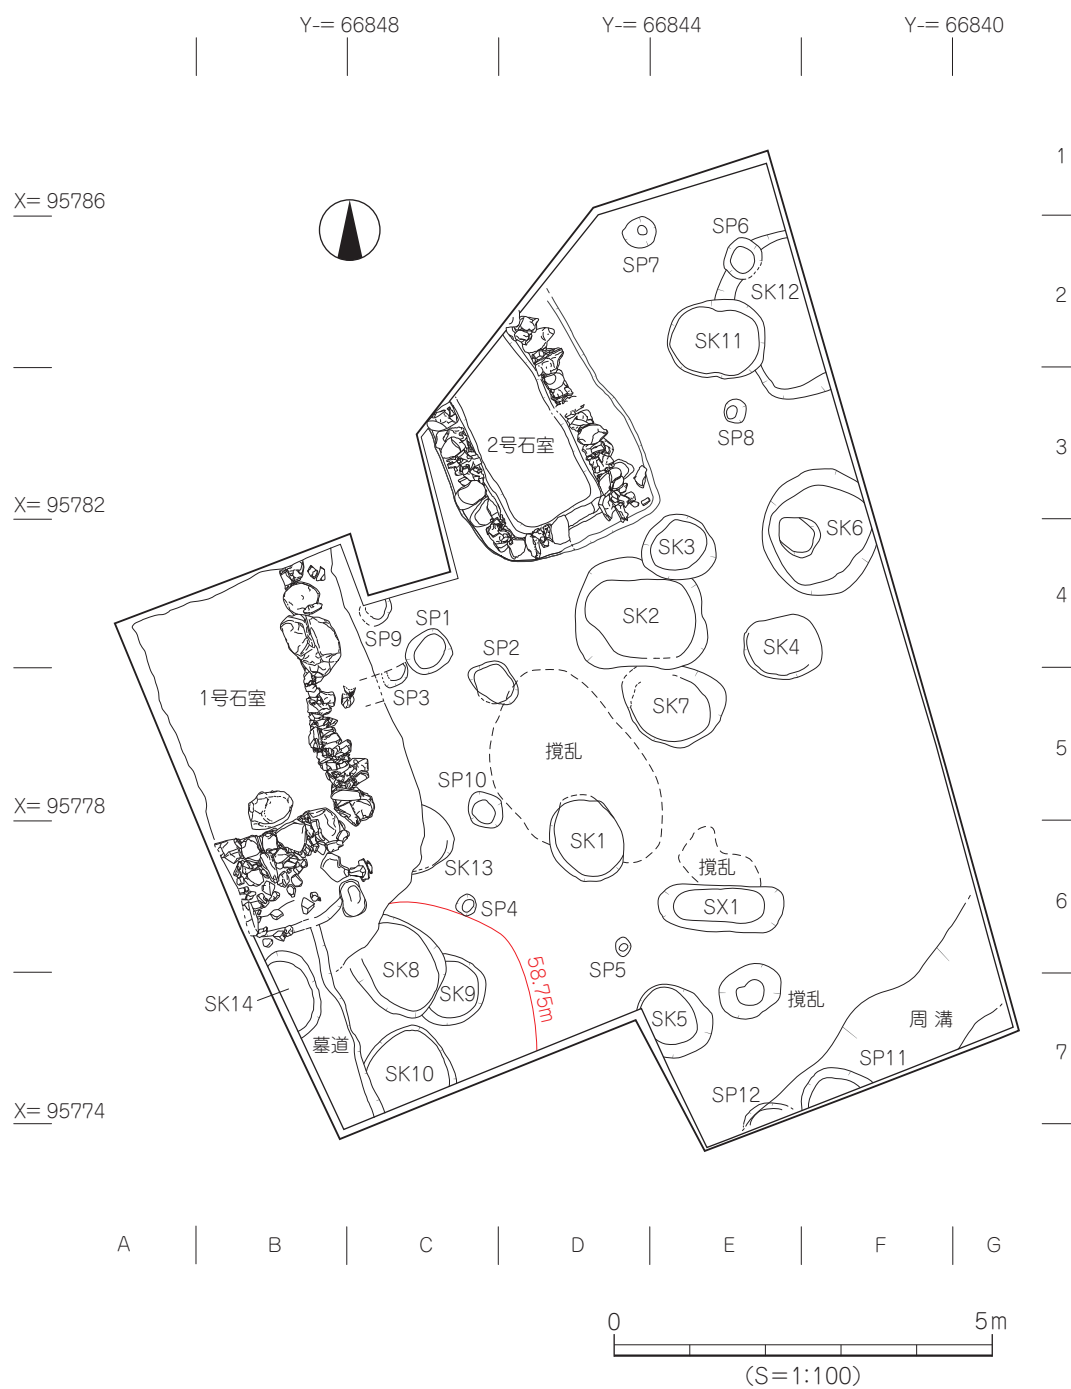 Y-= 66848
Y-= 66844
Y-= 66840
1
X= 95786
SP6
SP7
SK12
2
SK11
SP8
2号石室
3
X= 95782
SK6
SK3
4
SK2
SP1
SP9
SK4
SP2
1号石室
SP3
SK7
5
撹乱
SP10
X= 95778
SK1
SK13
撹乱
6
SX1
SP4
58.75m
SP5
SK8
SK9
SK14
撹乱
SK5
周溝
墓道
7
SP11
SK10
SP12
X= 95774
A
B
C
D
E
F
G
0
5m
(S=1:100)